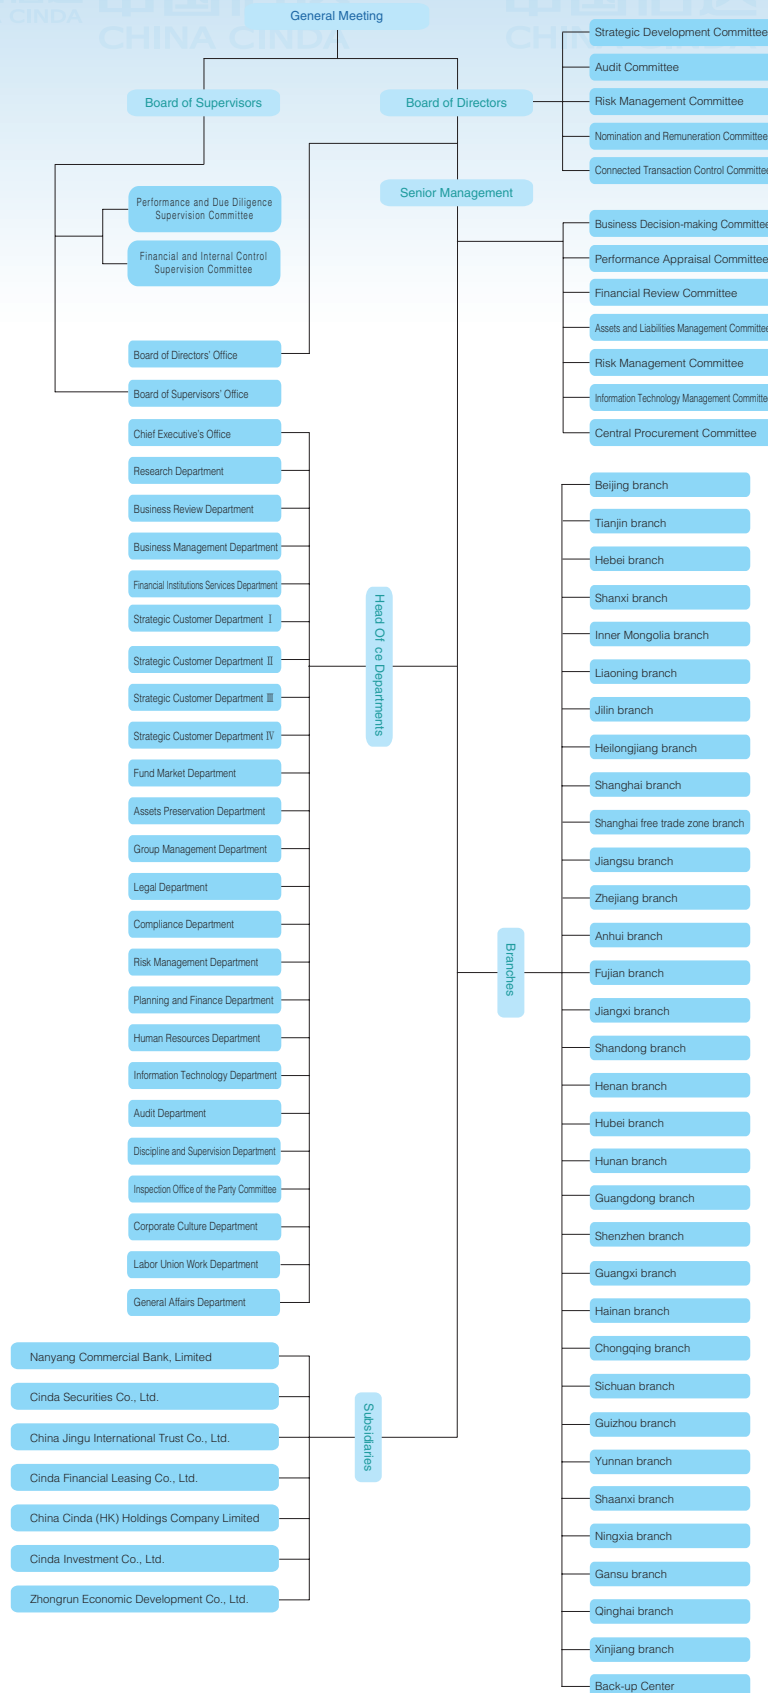 中国信达
CHINA CINDA
CHINA CINDA
General Meeting
Board of Supervisors
Board of Directors
Strategic Development Committee
Audit Committee
Risk Management Committee
Nomination and Remuneration Committee
Connected Transaction Control Committee
Senior Management
Performance and Due Diligence
Supervision Committee
Financial and Internal Control
Supervision Committee
Business Decision-making Committee
Performance Appraisal Committee
Financial Review Committee
Assets and Liabilities Management Committee
Risk Management Committee
Information Technology Management Committe
Central Procurement Committee
Board of Directors' Office
Board of Supervisors' Office
Chief Executive's Office
Research Department
Business Review Department
Business Management Department
Financial Institutions Services Department
Strategic Customer Department Ⅰ
Strategic Customer Department Ⅱ
Strategic Customer Department Ⅲ
Strategic Customer Department Ⅳ
Fund Market Department
Assets Preservation Department
Group Management Department
Legal Department
Compliance Department
Risk Management Department
Planning and Finance Department
Human Resources Department
Information Technology Department
Audit Department
Discipline and Supervision Department
Inspection Office of the Party Committee
Corporate Culture Department
Labor Union Work Department
General Affairs Department
Head Of ce Departments
Branches
Beijing branch
Tianjin branch
Hebei branch
Shanxi branch
Inner Mongolia branch
Liaoning branch
Jilin branch
Heilongjiang branch
Shanghai branch
Shanghai free trade zone branch
Jiangsu branch
Zhejiang branch
Anhui branch
Fujian branch
Jiangxi branch
Shandong branch
Henan branch
Hubei branch
Hunan branch
Guangdong branch
Shenzhen branch
Guangxi branch
Hainan branch
Chongqing branch
Sichuan branch
Guizhou branch
Yunnan branch
Shaanxi branch
Ningxia branch
Gansu branch
Qinghai branch
Xinjiang branch
Back-up Center
Subsidiaries
Nanyang Commercial Bank, Limited
Cinda Securities Co., Ltd.
China Jingu International Trust Co., Ltd.
Cinda Financial Leasing Co., Ltd.
China Cinda (HK) Holdings Company Limited
Cinda Investment Co., Ltd.
Zhongrun Economic Development Co., Ltd.